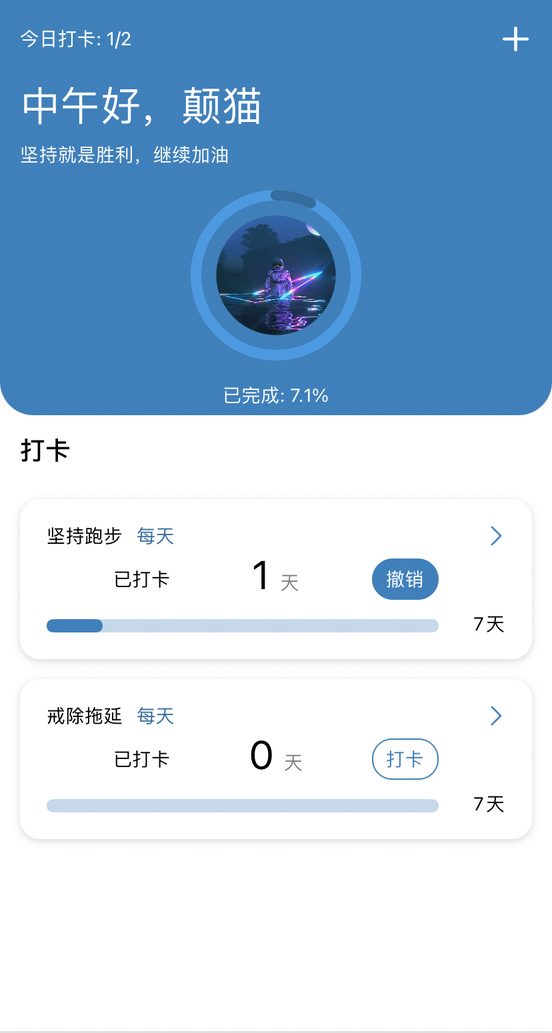 今日打卡: 1/2
中午好，颠猫
坚持就是胜利，继续加油
已完成: 7.1%
打卡
坚持跑步 每天
已打卡 1 天 撤销
7天
戒除拖延 每天
已打卡 0 天 打卡
7天